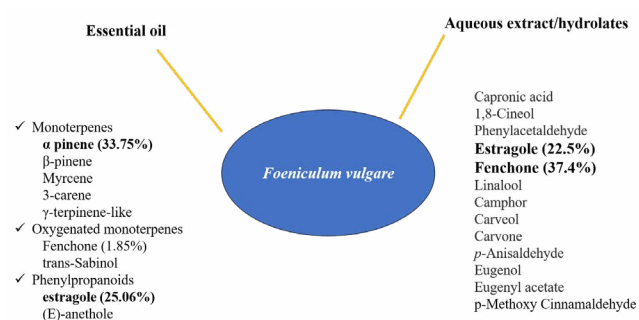 Essential oil
Aqueous extract/hydrolates
Foeniculum vulgare
✓ Monoterpenes
α pinene (33.75%)
β-pinene
Myrcene
3-carene
γ-terpinene-like
✓ Oxygenated monoterpenes
Fenchone (1.85%)
trans-Sabinol
✓ Phenylpropanoids
estragole (25.06%)
(E)-anethole
Capronic acid
1,8-Cineol
Phenylacetaldehyde
Estragole (22.5%)
Fenchone (37.4%)
Linalool
Camphor
Carveol
Carvone
p-Anisaldehyde
Eugenol
Eugenyl acetate
p-Methoxy Cinnamaldehyde